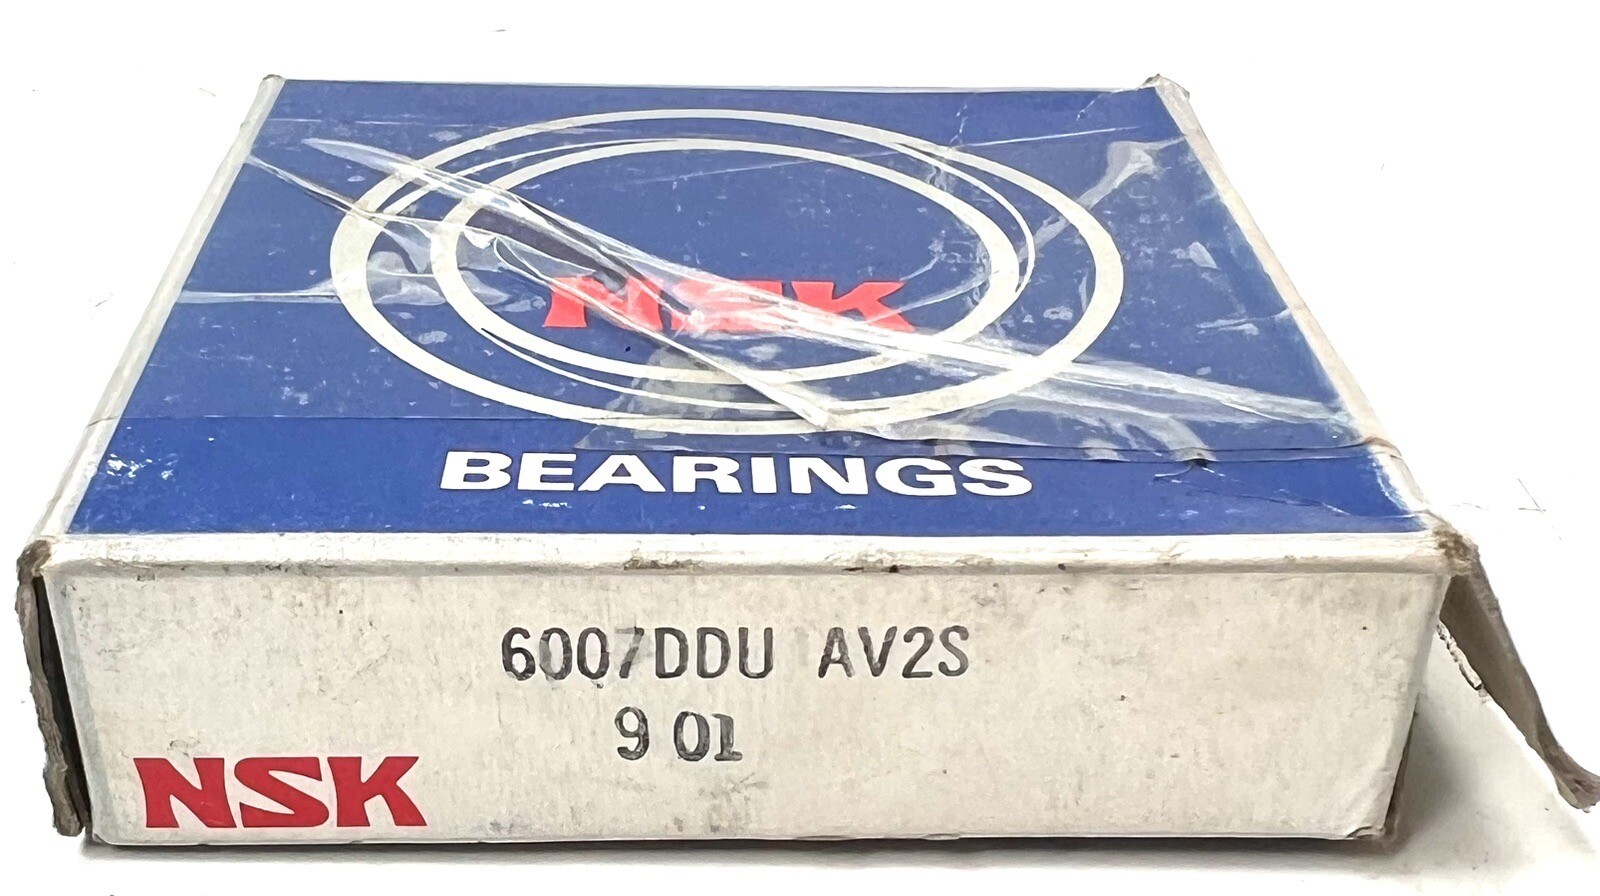 NSK
BEARINGS
6007DDU AV2S
9 01
NSK